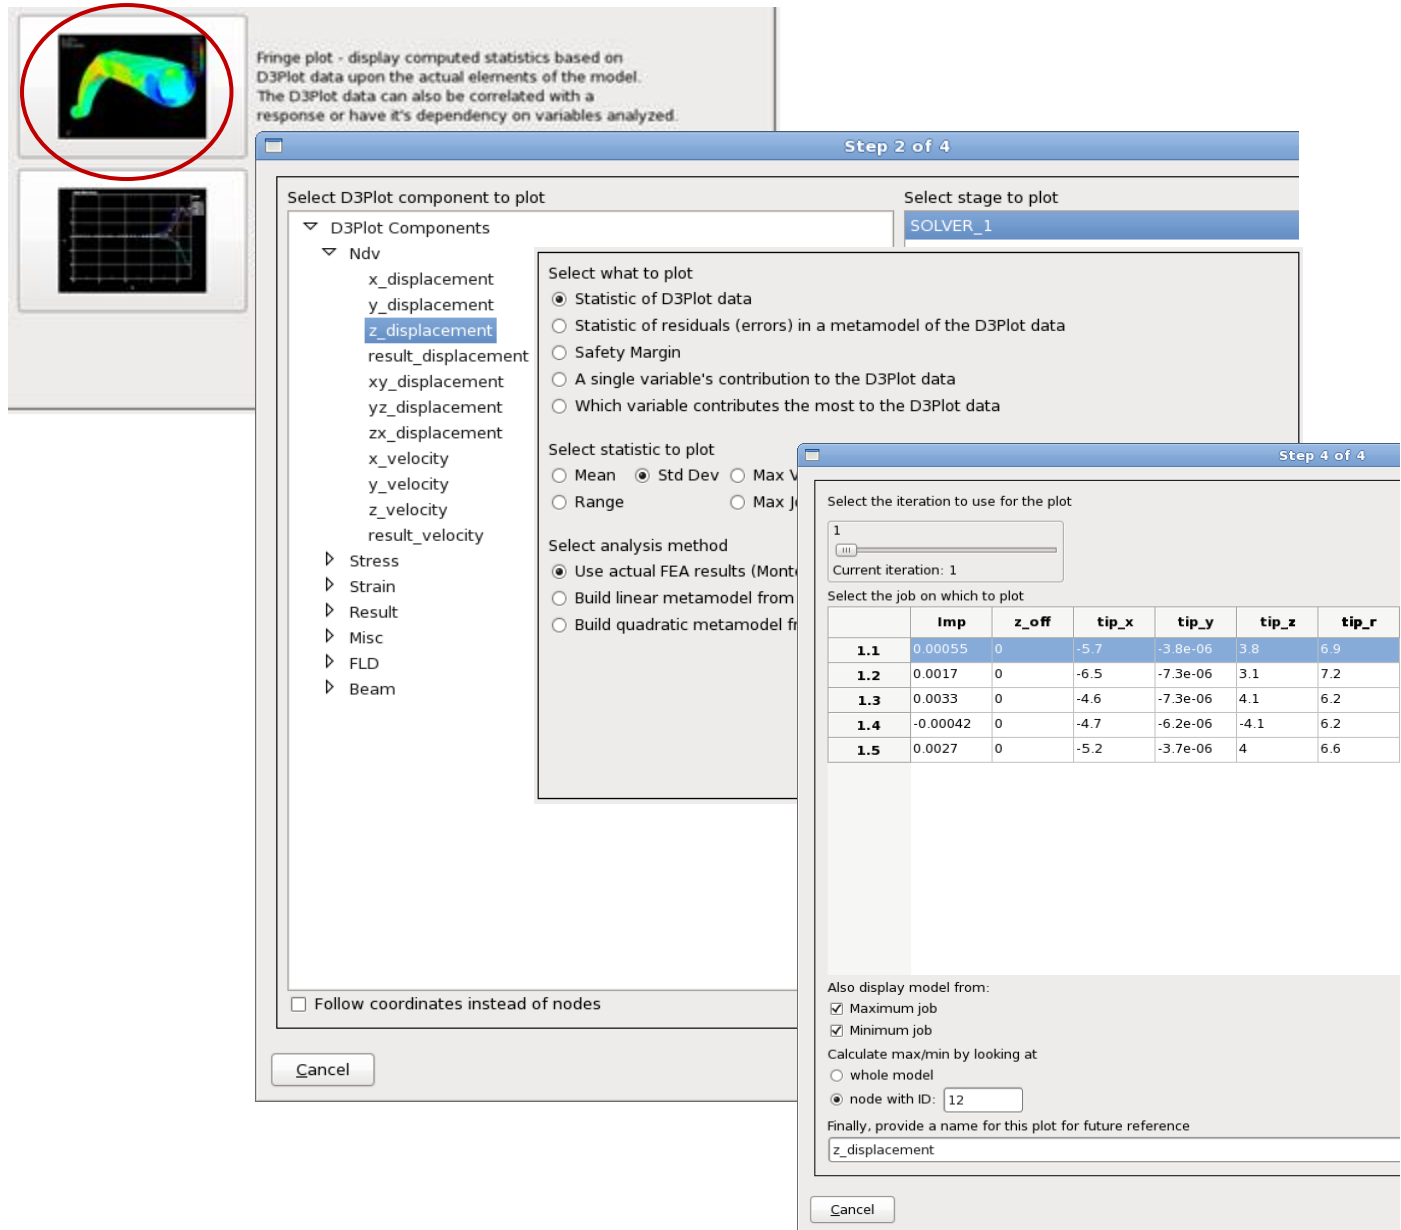 Fringe plot - display computed statistics based on
D3Plot data upon the actual elements of the model.
The D3Plot data can also be correlated with a
response or have it's dependency on variables analyzed.
Step 2 of 4
Select D3Plot component to plot
Select stage to plot
D3Plot Components
SOLVER_1
Ndv
x_displacement
y_displacement
z_displacement
result_displacement
xy_displacement
yz_displacement
zx_displacement
x_velocity
y_velocity
z_velocity
result_velocity
Stress
Strain
Result
Misc
FLD
Beam
Follow coordinates instead of nodes
Cancel
Select what to plot
Statistic of D3Plot data
Statistic of residuals (errors) in a metamodel of the D3Plot data
Safety Margin
A single variable's contribution to the D3Plot data
Which variable contributes the most to the D3Plot data
Select statistic to plot
Mean Std Dev Max
Range Max
Select analysis method
Use actual FEA results
Build linear metamodel from
Build quadratic metamodel
Step 4 of 4
Select the iteration to use for the plot
1
Current iteration: 1
Select the job on which to plot
Imp z_off tip_x tip_y tip_z tip_r
1.1 0.00055 0 -5.7 -3.8e-06 3.8 6.9
1.2 0.0017 0 -6.5 -7.3e-06 3.1 7.2
1.3 0.0033 0 -4.6 -7.3e-06 4.1 6.2
1.4 -0.00042 0 -4.7 -6.2e-06 -4.1 6.2
1.5 0.0027 0 -5.2 -3.7e-06 4 6.6
Also display model from:
Maximum job
Minimum job
Calculate max/min by looking at
whole model
node with ID: 12
Finally, provide a name for this plot for future reference
z_displacement
Cancel